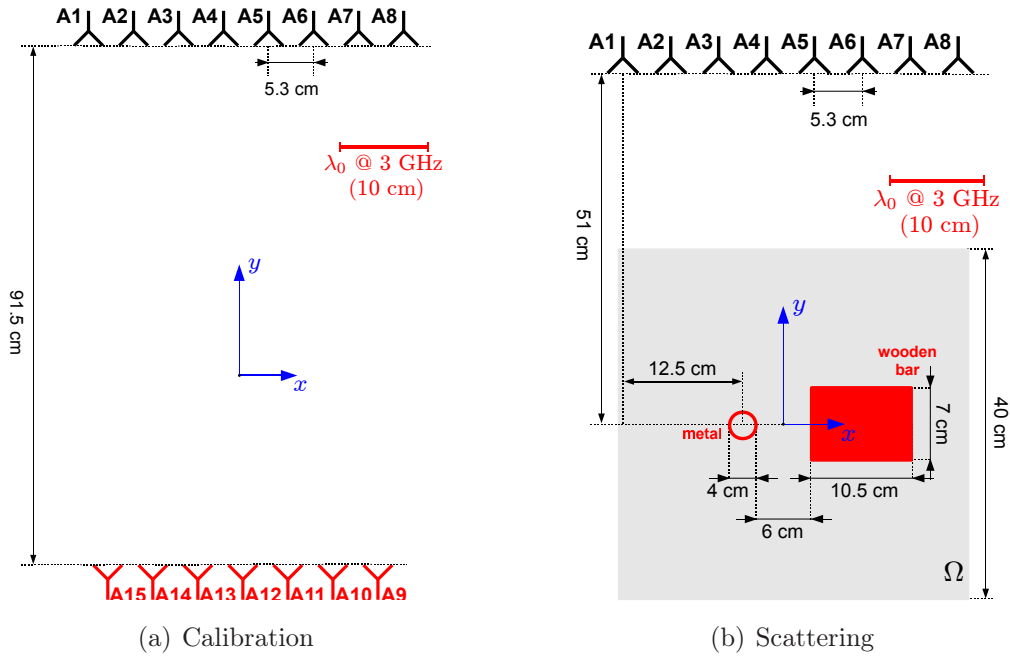 A1 A2 A3 A4 A5 A6 A7 A8
5.3 cm
λ₀ @ 3 GHz
(10 cm)
91.5 cm
y
x
A15 A14 A13 A12 A11 A10 A9
(a) Calibration
A1 A2 A3 A4 A5 A6 A7 A8
5.3 cm
λ₀ @ 3 GHz
(10 cm)
51 cm
y
wooden
bar
12.5 cm
x
metal
7 cm
40 cm
4 cm
10.5 cm
6 cm
Ω
(b) Scattering